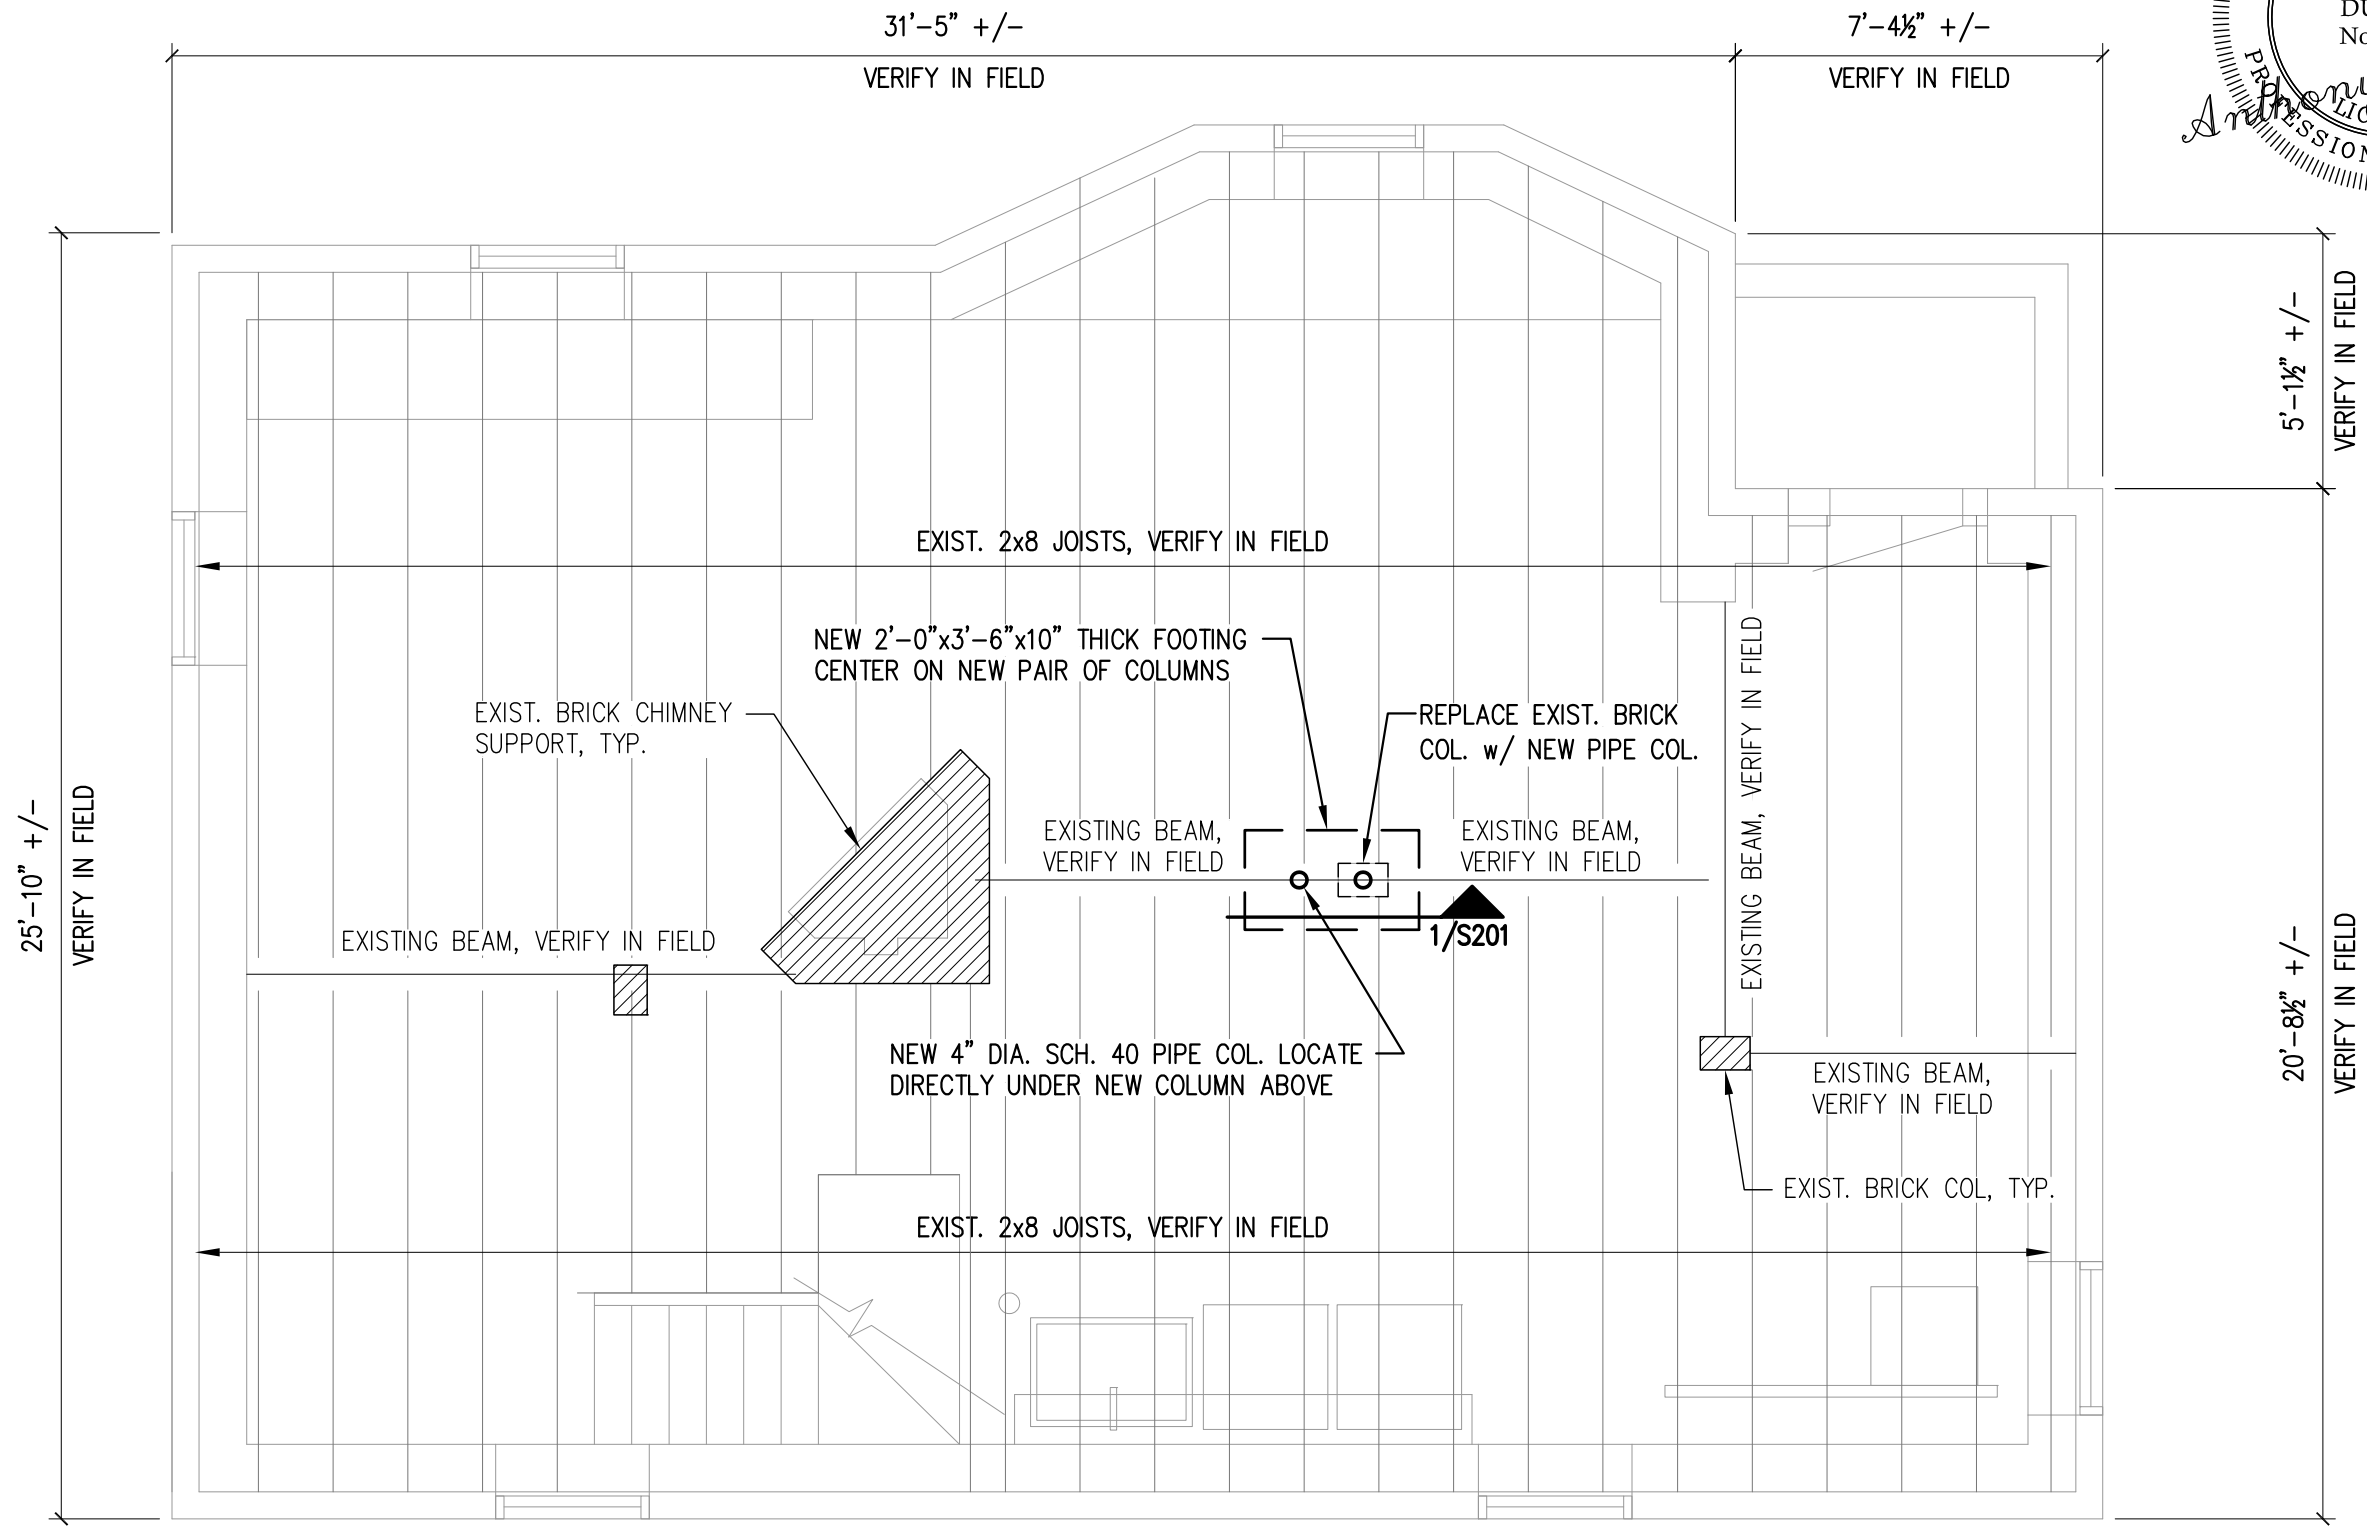 31'-5" +/-
VERIFY IN FIELD
7'-4½" +/-
VERIFY IN FIELD
PROFESSION
5'-1½" +/-
VERIFY IN FIELD
EXIST. 2x8 JOISTS, VERIFY IN FIELD
NEW 2'-0"x3'-6"x10" THICK FOOTING
CENTER ON NEW PAIR OF COLUMNS
EXIST. BRICK CHIMNEY
SUPPORT, TYP.
REPLACE EXIST. BRICK
COL. w/ NEW PIPE COL.
EXISTING BEAM, VERIFY IN FIELD
25'-10" +/-
VERIFY IN FIELD
EXISTING BEAM,
VERIFY IN FIELD
EXISTING BEAM,
VERIFY IN FIELD
1/S201
EXISTING BEAM, VERIFY IN FIELD
20'-8½" +/-
VERIFY IN FIELD
NEW 4" DIA. SCH. 40 PIPE COL. LOCATE
DIRECTLY UNDER NEW COLUMN ABOVE
EXISTING BEAM,
VERIFY IN FIELD
EXIST. BRICK COL, TYP.
EXIST. 2x8 JOISTS, VERIFY IN FIELD